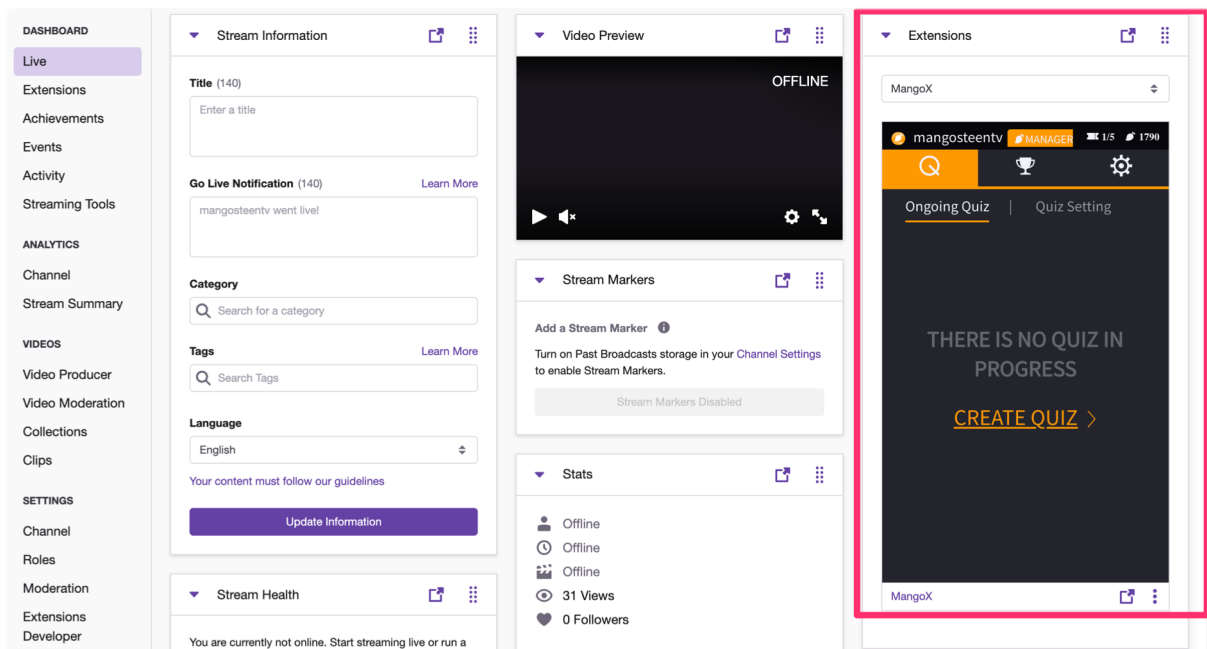 DASHBOARD
Live
Extensions
Achievements
Events
Activity
Streaming Tools
ANALYTICS
Channel
Stream Summary
VIDEOS
Video Producer
Video Moderation
Collections
Clips
SETTINGS
Channel
Roles
Moderation
Extensions
Developer
Stream Information
Title (140)
Enter a title
Go Live Notification (140) Learn More
mangosteentv went live!
Category
Search for a category
Tags Learn More
Search Tags
Language
English
Your content must follow our guidelines
Update Information
Stream Health
You are currently not online. Start streaming live or run a
Video Preview
OFFLINE
Stream Markers
Add a Stream Marker
Turn on Past Broadcasts storage in your Channel Settings
to enable Stream Markers.
Stream Markers Disabled
Stats
Offline
Offline
Offline
31 Views
0 Followers
Extensions
MangoX
mangosteentv MANAGER 1/5 1790
Ongoing Quiz | Quiz Setting
THERE IS NO QUIZ IN
PROGRESS
CREATE QUIZ >
MangoX